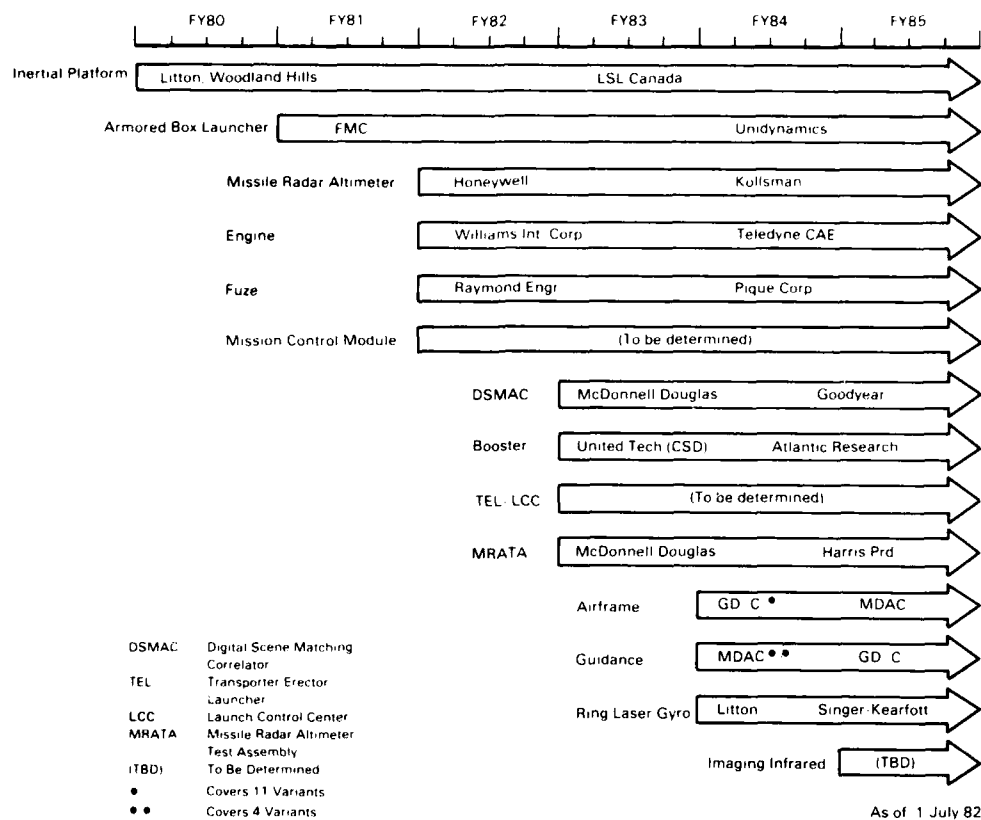 FY80 FY81 FY82 FY83 FY84 FY85
Inertial Platform Litton, Woodland Hills LSL Canada
Armored Box Launcher FMC Unidynamics
Missile Radar Altimeter Honeywell Kollsman
Engine Williams Int Corp Teledyne CAE
Fuze Raymond Engr Pique Corp
Mission Control Module (To be determined)
DSMAC McDonnell Douglas Goodyear
Booster United Tech (CSD) Atlantic Research
TEL-LCC (To be determined)
MRATA McDonnell Douglas Harris Prd
Airframe GD C • MDAC
Guidance MDAC •• GD C
Ring Laser Gyro Litton Singer-Kearfott
Imaging Infrared (TBD)
DSMAC Digital Scene Matching
Correlator
TEL Transporter Erector
Launcher
LCC Launch Control Center
MRATA Missile Radar Altimeter
Test Assembly
(TBD) To Be Determined
• Covers 11 Variants
•• Covers 4 Variants
As of 1 July 82